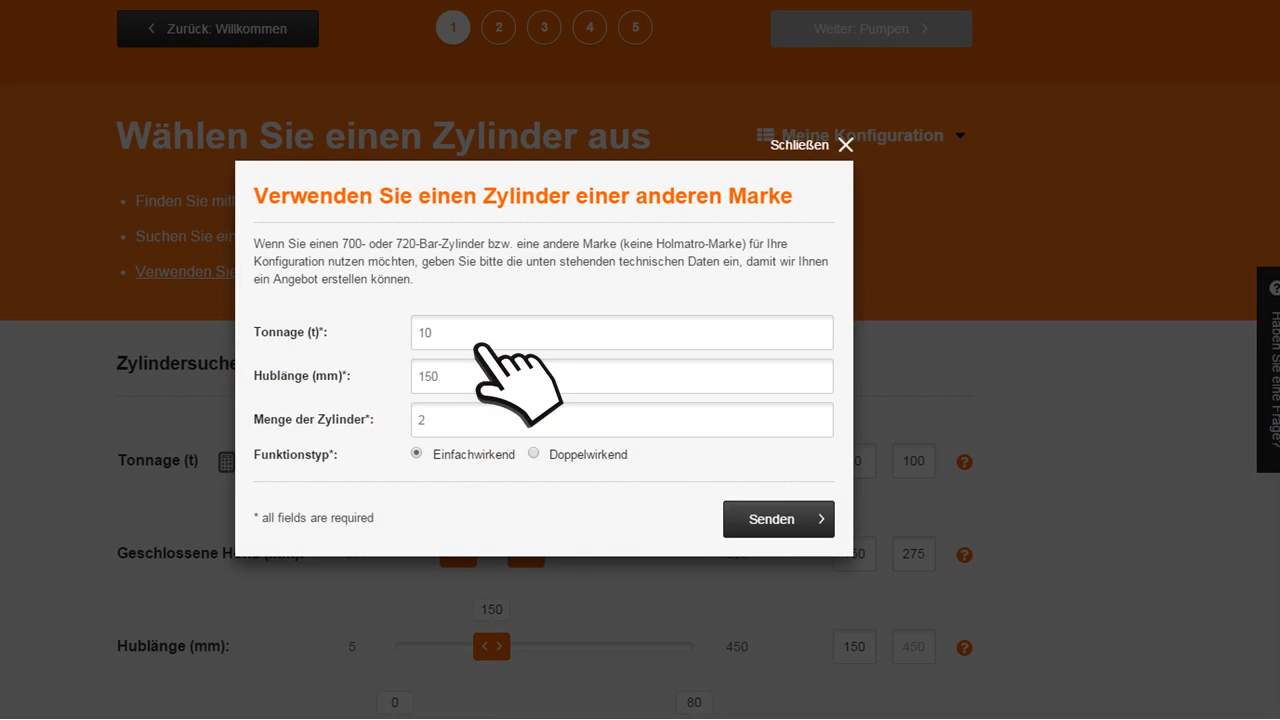 Zurück: Willkommen
1 2 3 4 5
Weiter: Pumpen
Wählen Sie einen Zylinder aus
Meine Konfiguration
Schließen
Finden Sie mit
Suchen Sie ein
Verwenden Sie
Verwenden Sie einen Zylinder einer anderen Marke
Wenn Sie einen 700- oder 720-Bar-Zylinder bzw. eine andere Marke (keine Holmatro-Marke) für Ihre
Konfiguration nutzen möchten, geben Sie bitte die unten stehenden technischen Daten ein, damit wir Ihnen
ein Angebot erstellen können.
Tonnage (t)*: 10
Hublänge (mm)*: 150
Menge der Zylinder*: 2
Funktionstyp*: Einfachwirkend Doppelwirkend
* all fields are required
Senden
Haben Sie eine Frage?
Zylindersuche
Tonnage (t) 100 ?
Geschlossene 275 ?
150
Hublänge (mm): 5 450 150 450 ?
0 80